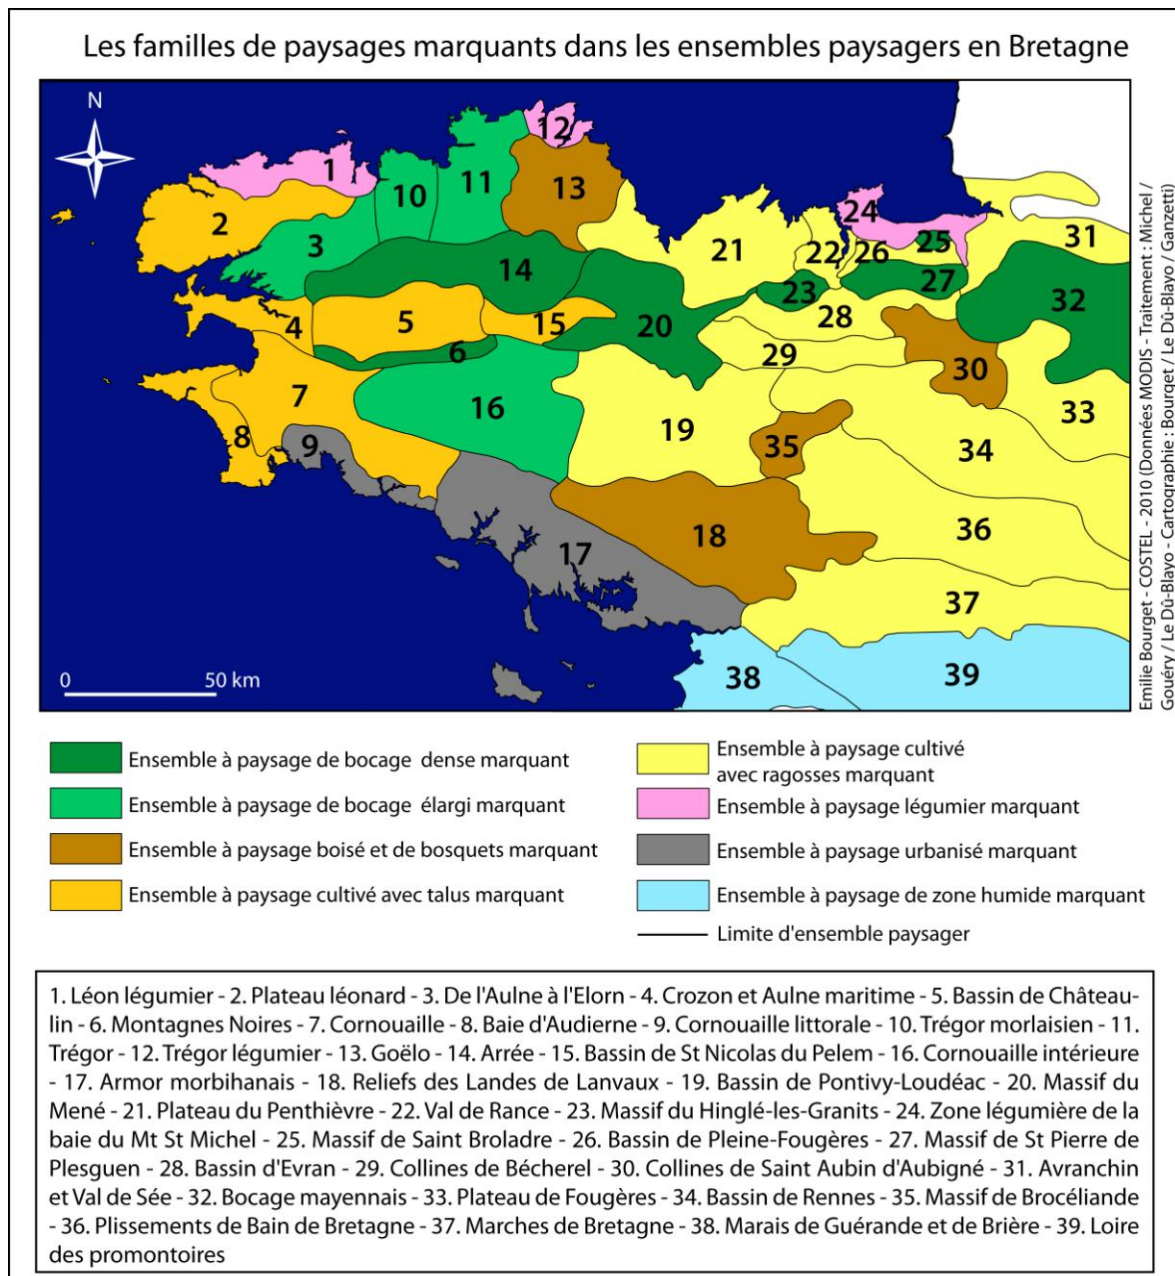 Les familles de paysages marquants dans les ensembles paysagers en Bretagne
N
1
2
3
4
5
6
7
8
9
10
11
12
13
14
15
16
17
18
19
20
21
22
23
24
25
26
27
28
29
30
31
32
33
34
35
36
37
38
39
0
50 km
Emilie Bourget - COSTEL - 2010 (Données MODIS - Traitement : Michel /
Gouéry / Le Dû-Blayo - Cartographie : Bourget / Le Dû-Blayo / Ganzetti)
Ensemble à paysage de bocage dense marquant
Ensemble à paysage de bocage élargi marquant
Ensemble à paysage boisé et de bosquets marquant
Ensemble à paysage cultivé avec talus marquant
Ensemble à paysage cultivé
avec ragosses marquant
Ensemble à paysage légumier marquant
Ensemble à paysage urbanisé marquant
Ensemble à paysage de zone humide marquant
Limite d'ensemble paysager
1. Léon légumier - 2. Plateau léonard - 3. De l'Aulne à l'Elorn - 4. Crozon et Aulne maritime - 5. Bassin de Château-
lin - 6. Montagnes Noires - 7. Cornouaille - 8. Baie d'Audierne - 9. Cornouaille littorale - 10. Trégor morlaisien - 11.
Trégor - 12. Trégor légumier - 13. Goëlo - 14. Arrée - 15. Bassin de St Nicolas du Pelem - 16. Cornouaille intérieure
- 17. Armor morbihanais - 18. Reliefs des Landes de Lanvaux - 19. Bassin de Pontivy-Loudéac - 20. Massif du
Mené - 21. Plateau du Penthièvre - 22. Val de Rance - 23. Massif du Hinglé-les-Granits - 24. Zone légumière de la
baie du Mt St Michel - 25. Massif de Saint Broladre - 26. Bassin de Pleine-Fougères - 27. Massif de St Pierre de
Plesguen - 28. Bassin d'Evran - 29. Collines de Bécherel - 30. Collines de Saint Aubin d'Aubigné - 31. Avranchin
et Val de Sée - 32. Bocage mayennais - 33. Plateau de Fougères - 34. Bassin de Rennes - 35. Massif de Brocéliande
- 36. Plissements de Bain de Bretagne - 37. Marches de Bretagne - 38. Marais de Guérande et de Brière - 39. Loire
des promontoires